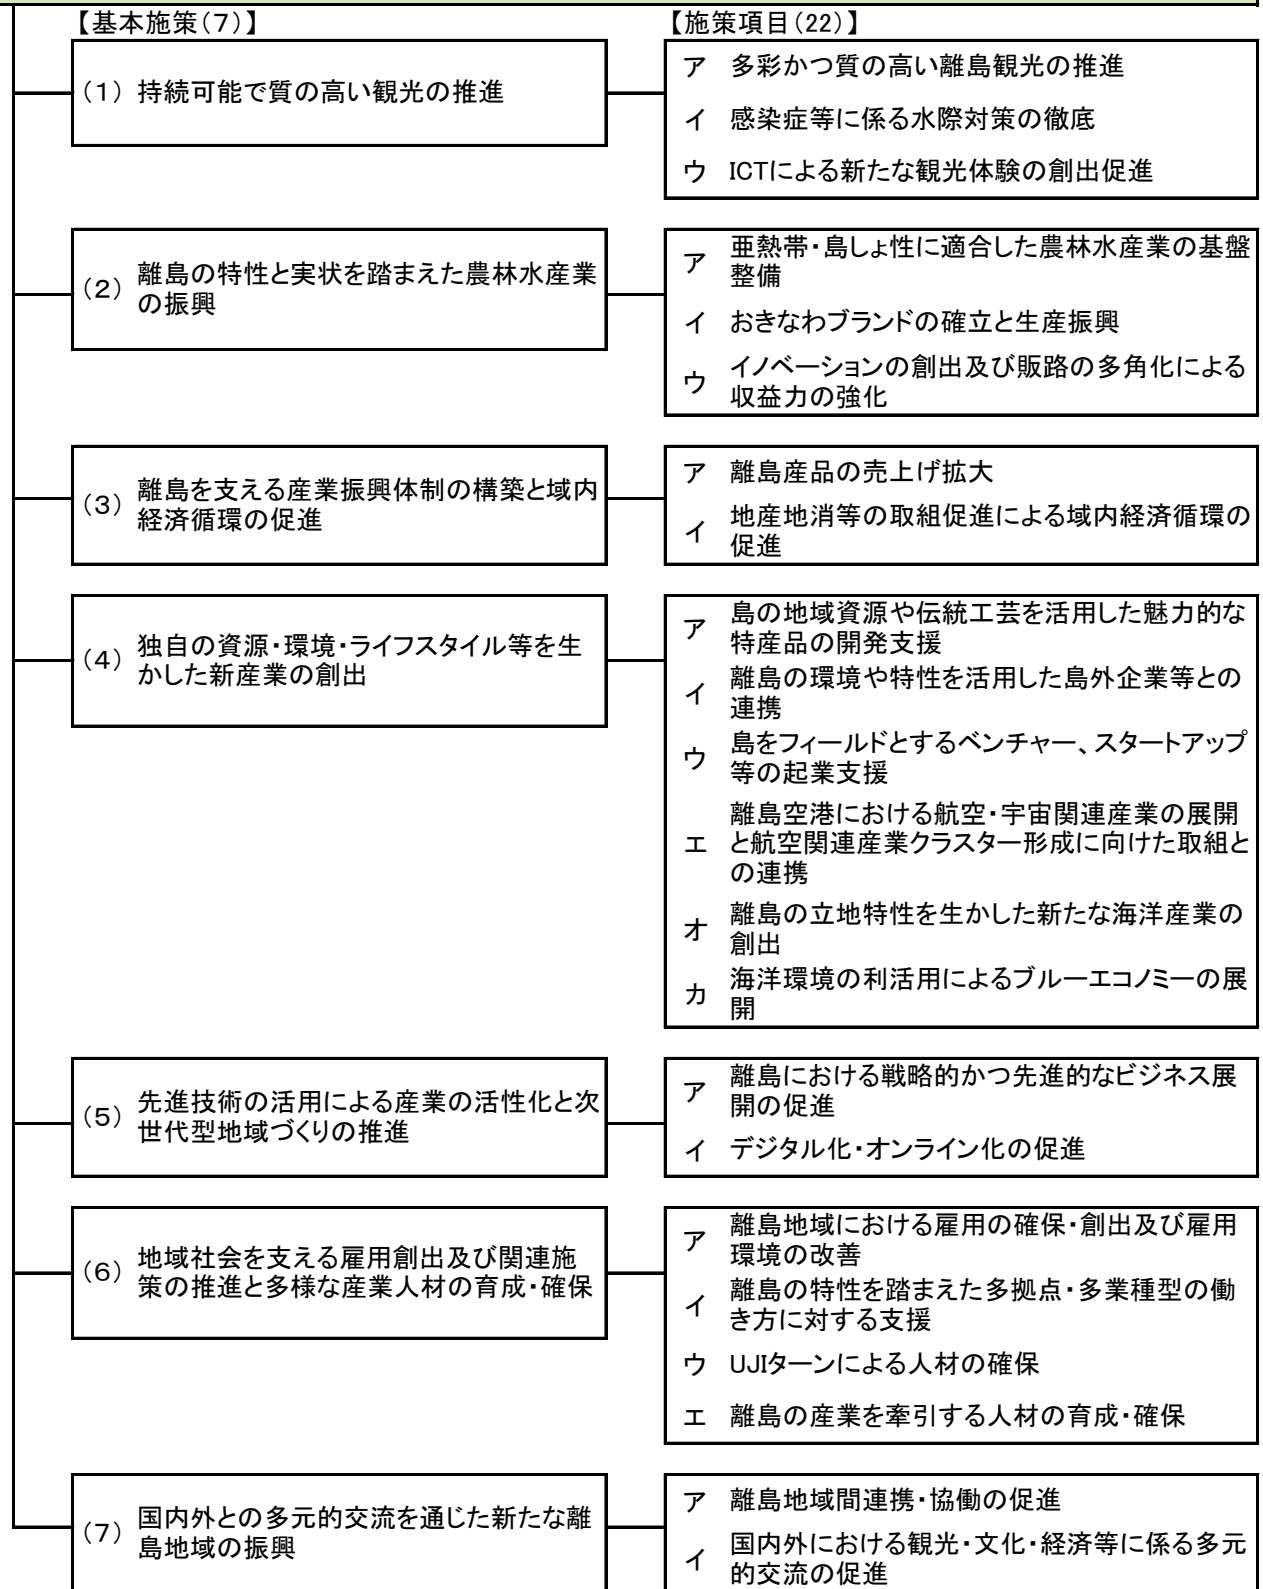 【基本施策（７）】
【施策項目（22）】
（１）持続可能で質の高い観光の推進
ア 多彩かつ質の高い離島観光の推進
イ 感染症等に係る水際対策の徹底
ウ ICTによる新たな観光体験の創出促進
（２）離島の特性と実状を踏まえた農林水産業
の振興
ア 亜熱帯・島しょ性に適合した農林水産業の基盤
整備
イ おきなわブランドの確立と生産振興
ウ イノベーションの創出及び販路の多角化による
収益力の強化
（３）離島を支える産業振興体制の構築と域内
経済循環の促進
ア 離島産品の売上げ拡大
イ 地産地消等の取組促進による域内経済循環の
促進
（４）独自の資源・環境・ライフスタイル等を生
かした新産業の創出
ア 島の地域資源や伝統工芸を活用した魅力的な
特産品の開発支援
イ 離島の環境や特性を活用した島外企業等との
連携
ウ 島をフィールドとするベンチャー、スタートアップ
等の起業支援
エ 離島空港における航空・宇宙関連産業の展開
と航空関連産業クラスター形成に向けた取組と
の連携
オ 離島の立地特性を生かした新たな海洋産業の
創出
カ 海洋環境の利活用によるブルーエコノミーの展
開
（５）先進技術の活用による産業の活性化と次
世代型地域づくりの推進
ア 離島における戦略的かつ先進的なビジネス展
開の促進
イ デジタル化・オンライン化の促進
（６）地域社会を支える雇用創出及び関連施
策の推進と多様な産業人材の育成・確保
ア 離島地域における雇用の確保・創出及び雇用
環境の改善
イ 離島の特性を踏まえた多拠点・多業種型の働
き方に対する支援
ウ UJIターンによる人材の確保
エ 離島の産業を牽引する人材の育成・確保
（７）国内外との多元的交流を通じた新たな離
島地域の振興
ア 離島地域間連携・協働の促進
イ 国内外における観光・文化・経済等に係る多元
的交流の促進